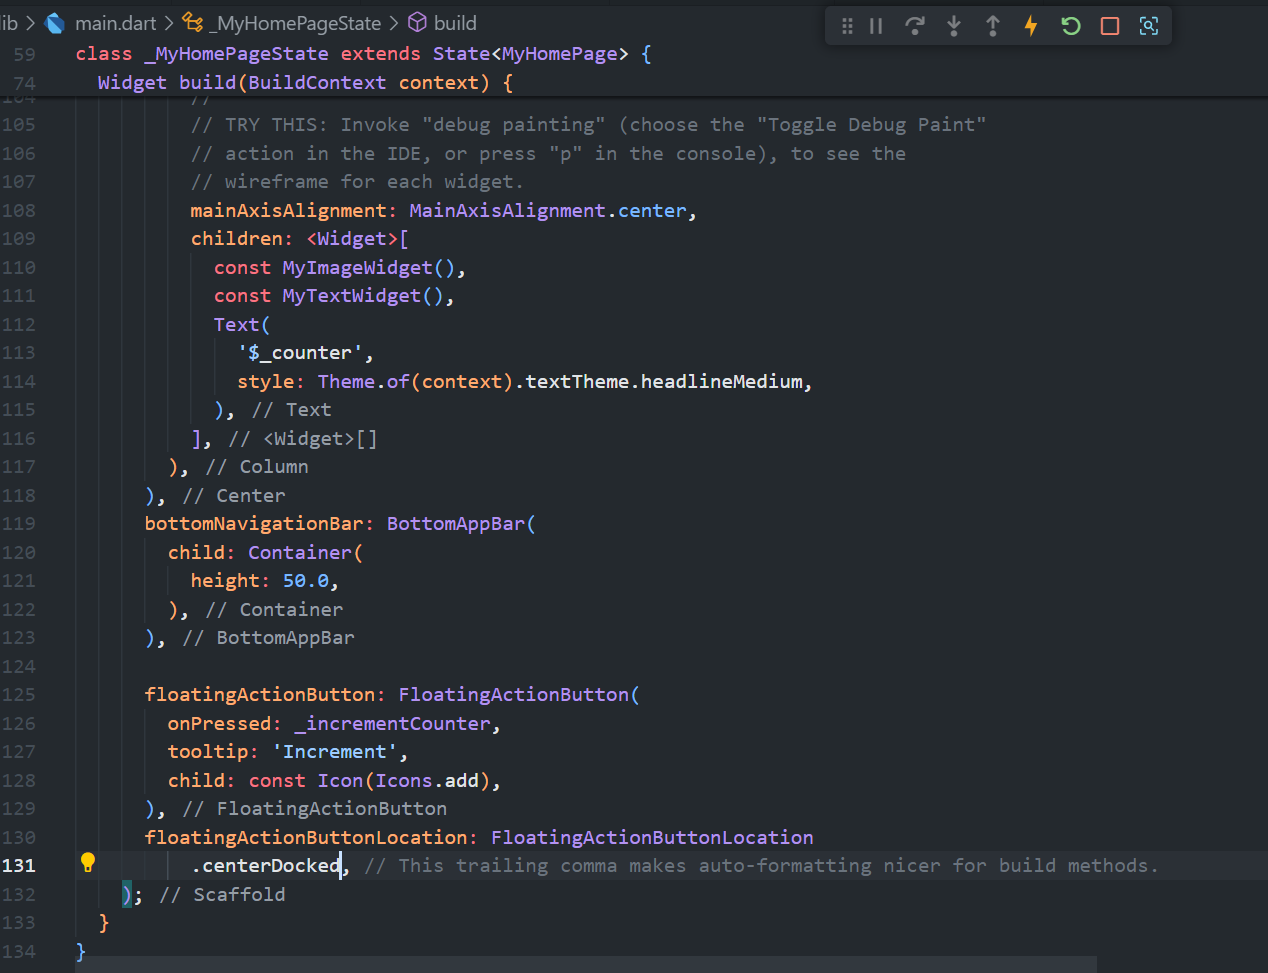 lib > main.dart > _MyHomePageState > build
59 class _MyHomePageState extends State<MyHomePage> {
74   Widget build(BuildContext context) {
104           //
105           // TRY THIS: Invoke "debug painting" (choose the "Toggle Debug Paint"
106           // action in the IDE, or press "p" in the console), to see the
107           // wireframe for each widget.
108           mainAxisAlignment: MainAxisAlignment.center,
109           children: <Widget>[
110             const MyImageWidget(),
111             const MyTextWidget(),
112             Text(
113               '$_counter',
114               style: Theme.of(context).textTheme.headlineMedium,
115             ), // Text
116           ], // <Widget>[]
117         ), // Column
118       ), // Center
119       bottomNavigationBar: BottomAppBar(
120         child: Container(
121           height: 50.0,
122         ), // Container
123       ), // BottomAppBar
124
125       floatingActionButton: FloatingActionButton(
126         onPressed: _incrementCounter,
127         tooltip: 'Increment',
128         child: const Icon(Icons.add),
129       ), // FloatingActionButton
130       floatingActionButtonLocation: FloatingActionButtonLocation
131           .centerDocked, // This trailing comma makes auto-formatting nicer for build methods.
132     ); // Scaffold
133   }
134 }